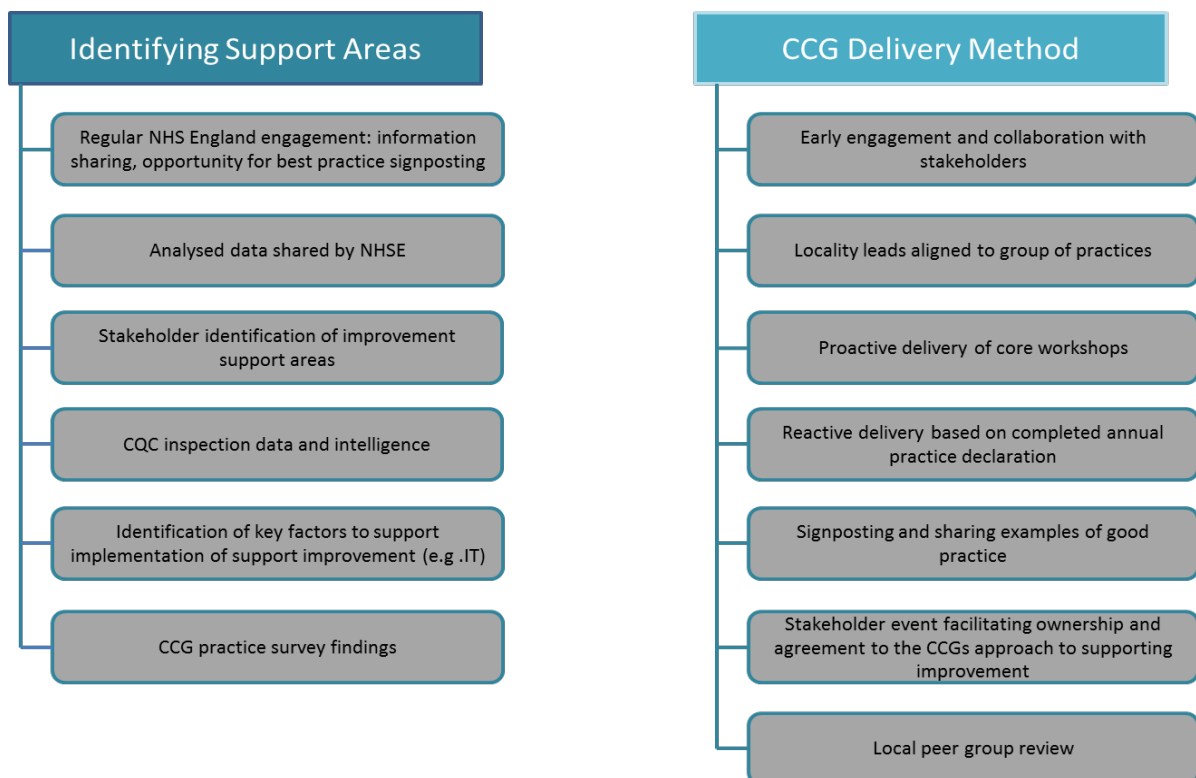 Identifying Support Areas
Regular NHS England engagement: information
sharing, opportunity for best practice signposting
Analysed data shared by NHSE
Stakeholder identification of improvement
support areas
CQC inspection data and intelligence
Identification of key factors to support
implementation of support improvement (e.g .IT)
CCG practice survey findings
CCG Delivery Method
Early engagement and collaboration with
stakeholders
Locality leads aligned to group of practices
Proactive delivery of core workshops
Reactive delivery based on completed annual
practice declaration
Signposting and sharing examples of good
practice
Stakeholder event facilitating ownership and
agreement to the CCGs approach to supporting
improvement
Local peer group review